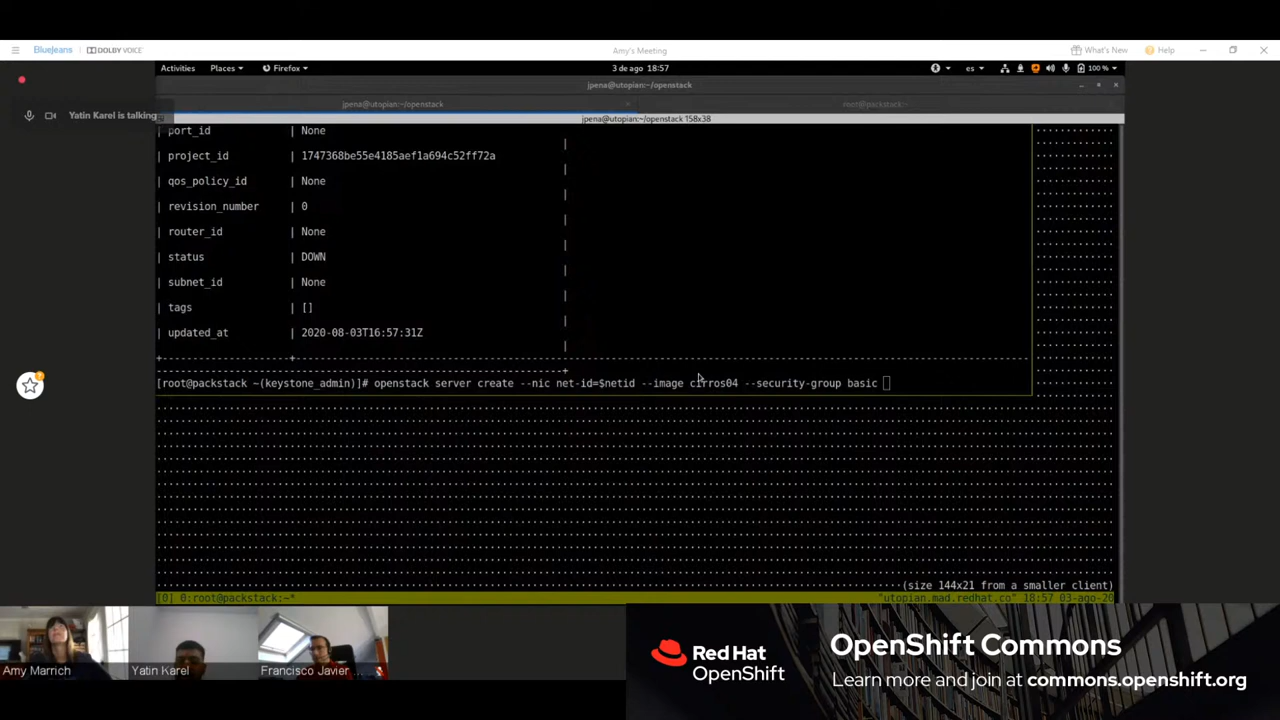 BlueJeans DOLBY VOICE
Amy's Meeting
What's New Help
Activities Places Firefox
3 de ago 18:57
es 100 %
jpena@utopian:~/openstack
jpena@utopian:~/openstack
root@packstack:~
Yatin Karel is talking
jpena@utopian:~/openstack 158x38
| port_id | None
|
| project_id | 1747368be55e4185aef1a694c52ff72a
|
| qos_policy_id | None
|
| revision_number | 0
|
| router_id | None
|
| status | DOWN
|
| subnet_id | None
|
| tags | []
|
| updated_at | 2020-08-03T16:57:31Z
|
[root@packstack ~(keystone_admin)]# openstack server create --nic net-id=$netid --image cirros04 --security-group basic
(size 144x21 from a smaller client)
[0] 0:root@packstack:~* "utopian.mad.redhat.co" 18:57 03-ago-20
Amy Marrich
Yatin Karel
Francisco Javier ...
Red Hat
OpenShift
OpenShift Commons
Learn more and join at commons.openshift.org